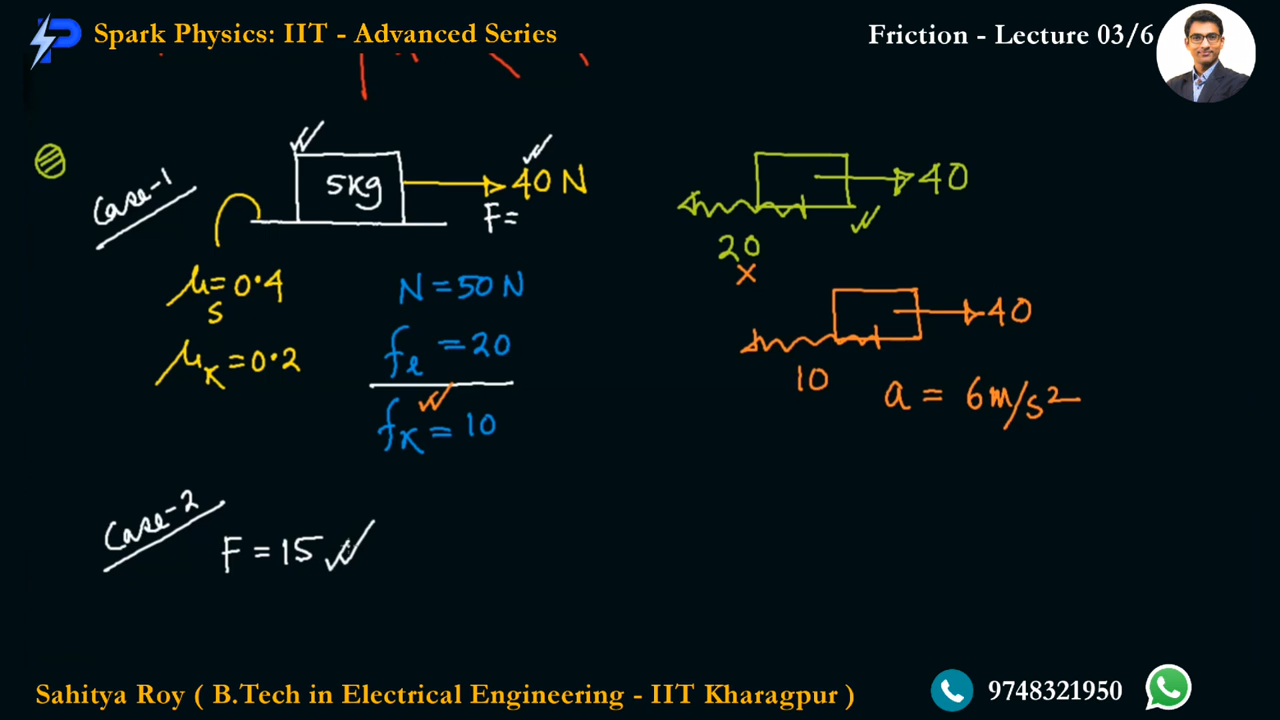 Spark Physics: IIT - Advanced Series
Friction - Lecture 03/6
Case-1
5kg
40 N
F=
μs = 0.4
μK = 0.2
N = 50 N
fl = 20
fK = 10
40
20
40
10
a = 6m/s²
Case-2
F = 15
Sahitya Roy ( B.Tech in Electrical Engineering - IIT Kharagpur )
9748321950